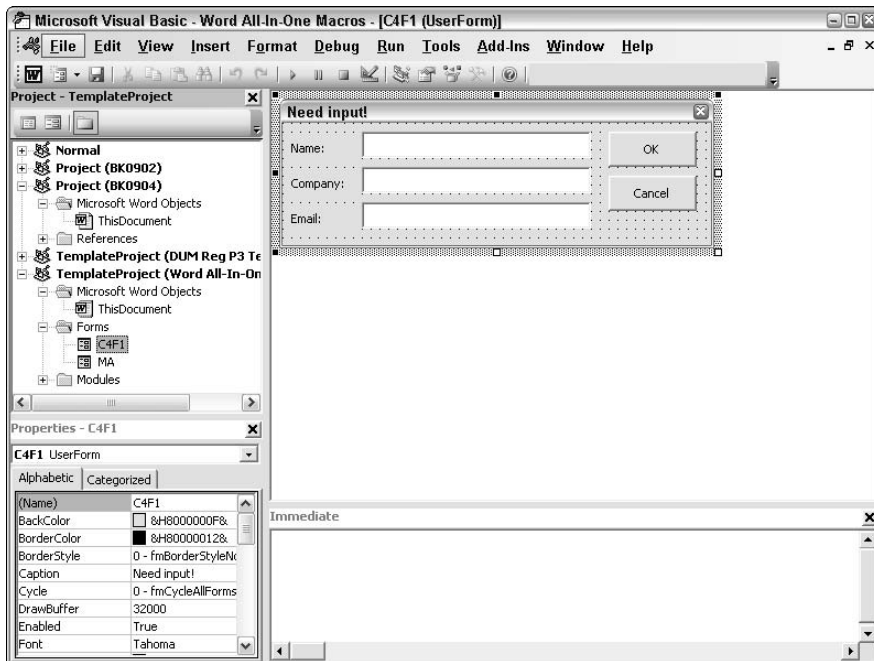 Microsoft Visual Basic - Word All-In-One Macros - [C4F1 (UserForm)]
File Edit View Insert Format Debug Run Tools Add-Ins Window Help
Project - TemplateProject
Normal
Project (BK0902)
Project (BK0904)
Microsoft Word Objects
ThisDocument
References
TemplateProject (DUM Reg P3 Te
TemplateProject (Word All-In-On
Microsoft Word Objects
ThisDocument
Forms
C4F1
MA
Modules
Need input!
Name:
Company:
Email:
OK
Cancel
Properties - C4F1
C4F1 UserForm
Alphabetic Categorized
(Name) C4F1
BackColor &H8000000F&
BorderColor &H80000012&
BorderStyle 0 - fmBorderStyleNo
Caption Need input!
Cycle 0 - fmCycleAllForms
DrawBuffer 32000
Enabled True
Font Tahoma
Immediate